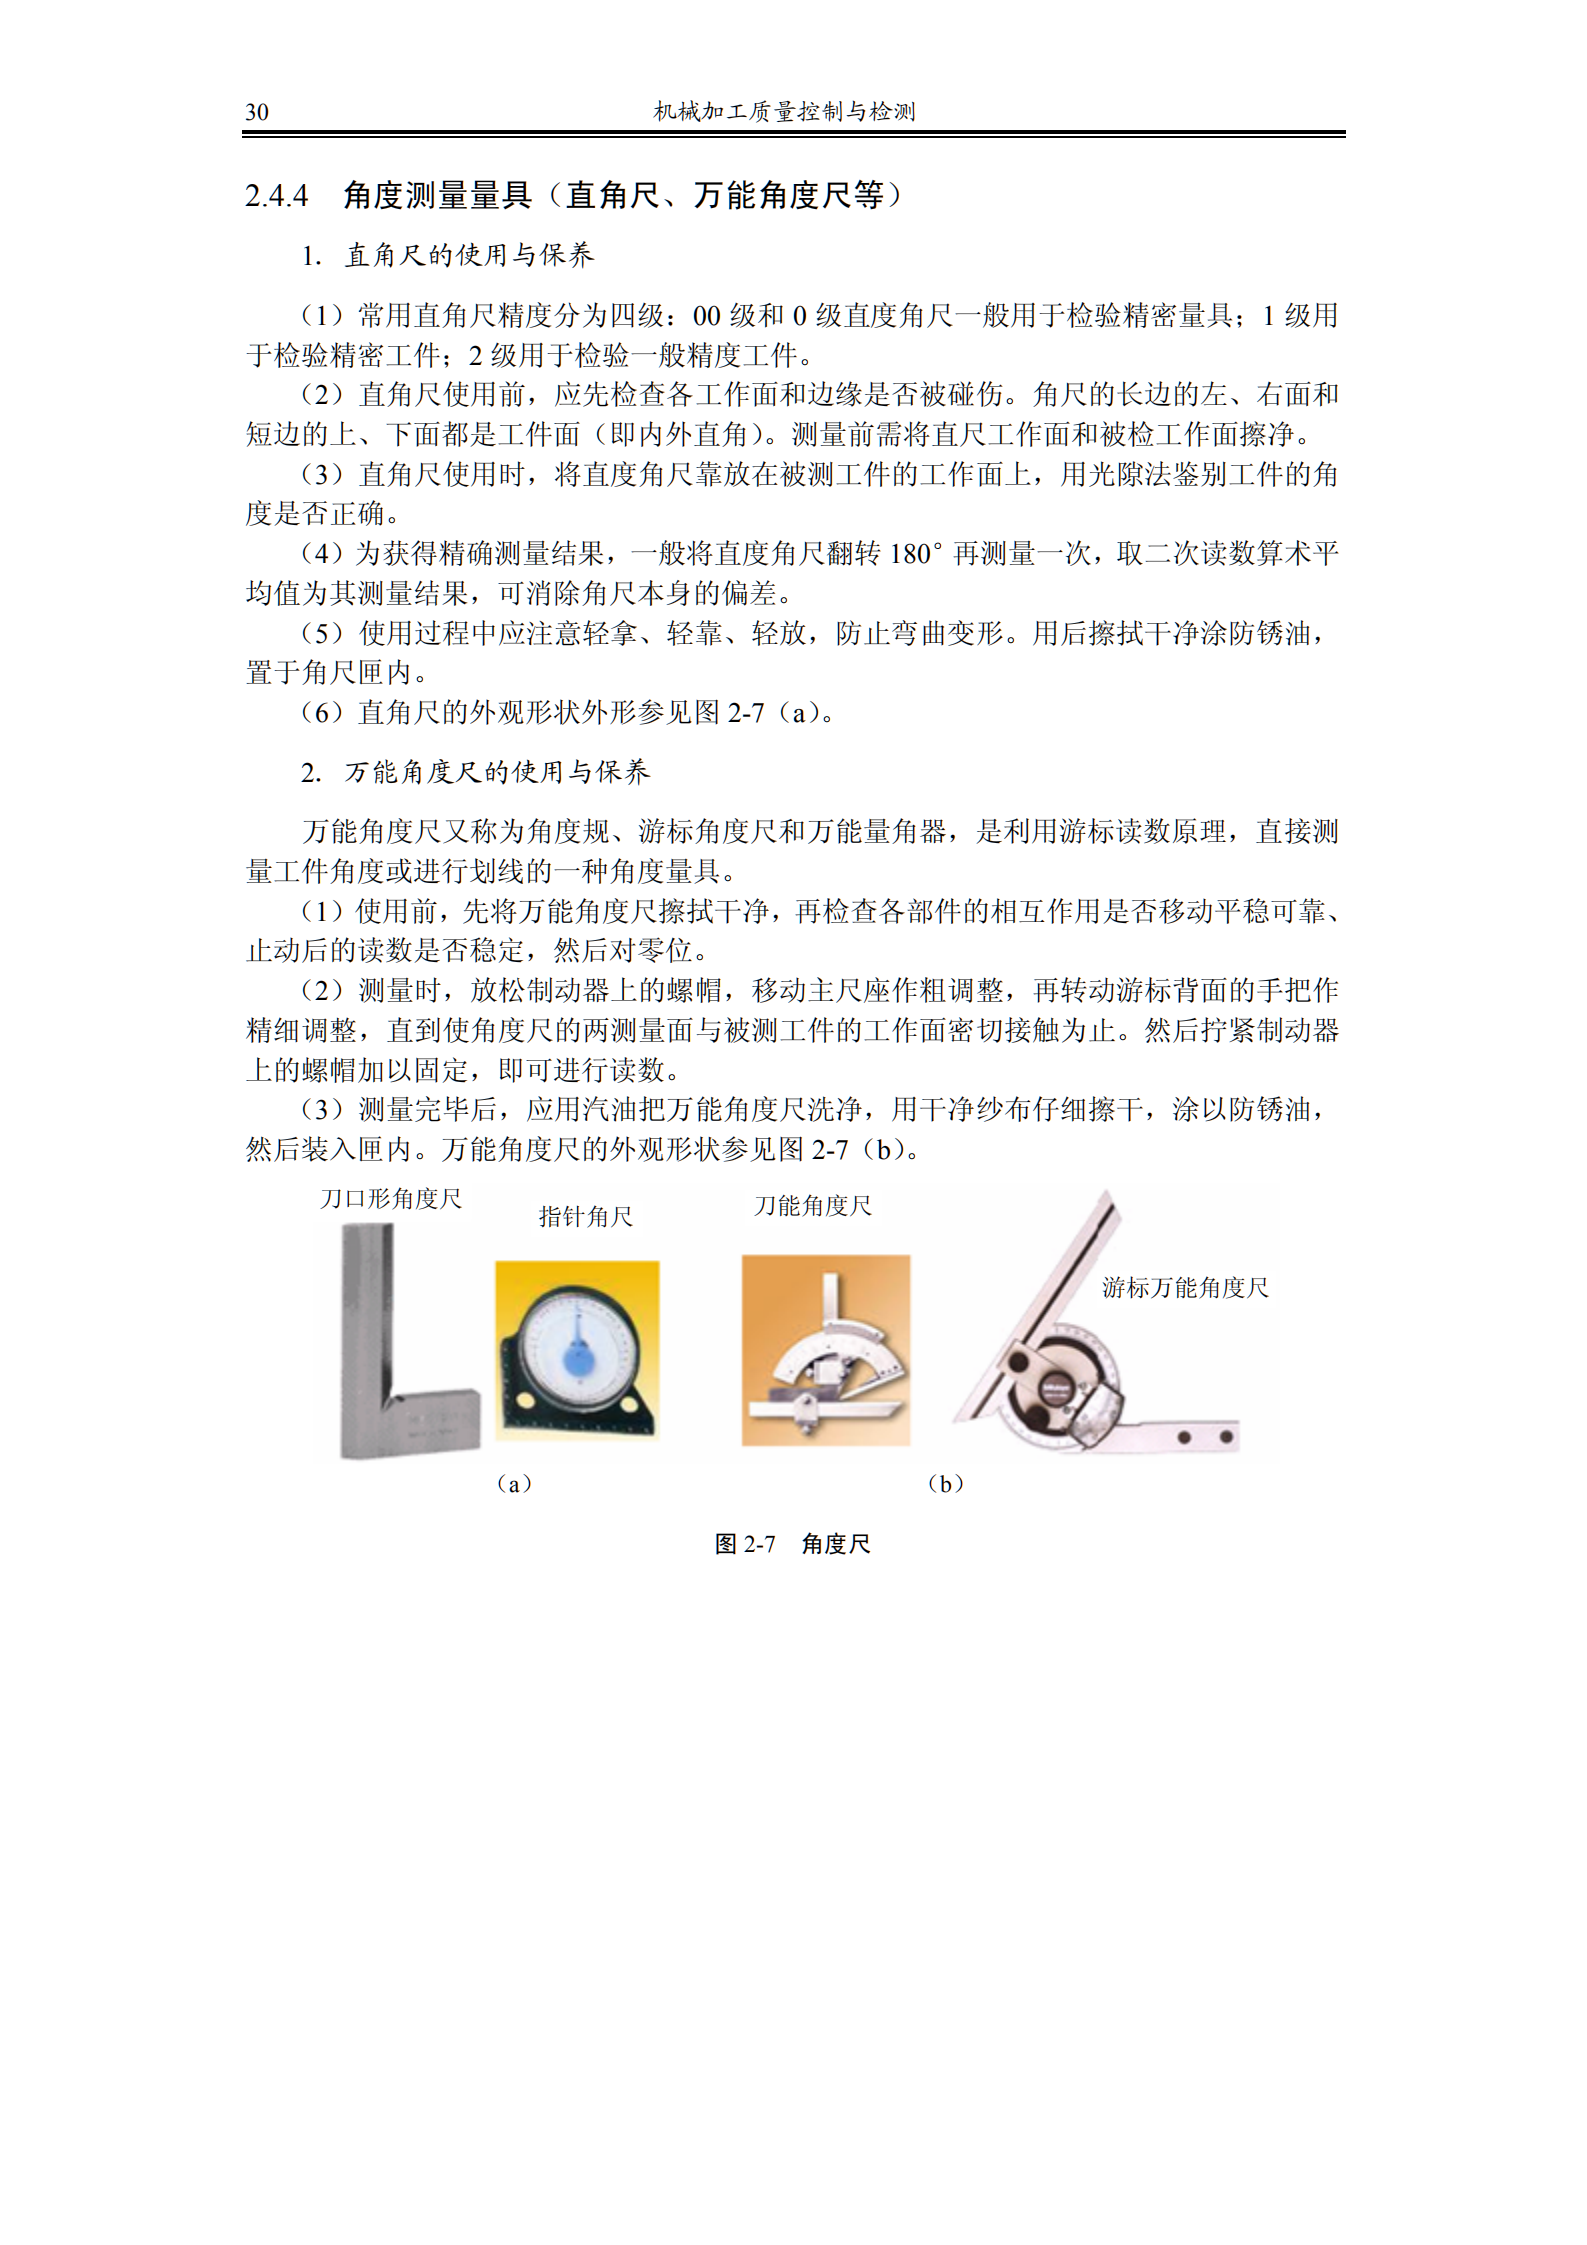 30
机械加工质量控制与检测
2.4.4 角度测量量具（直角尺、万能角度尺等）
1. 直角尺的使用与保养
（1）常用直角尺精度分为四级：00 级和 0 级直度角尺一般用于检验精密量具；1 级用
于检验精密工件；2 级用于检验一般精度工件。
（2）直角尺使用前，应先检查各工作面和边缘是否被碰伤。角尺的长边的左、右面和
短边的上、下面都是工件面（即内外直角）。测量前需将直尺工作面和被检工作面擦净。
（3）直角尺使用时，将直度角尺靠放在被测工件的工作面上，用光隙法鉴别工件的角
度是否正确。
（4）为获得精确测量结果，一般将直度角尺翻转 180° 再测量一次，取二次读数算术平
均值为其测量结果，可消除角尺本身的偏差。
（5）使用过程中应注意轻拿、轻靠、轻放，防止弯曲变形。用后擦拭干净涂防锈油，
置于角尺匣内。
（6）直角尺的外观形状外形参见图 2-7（a）。
2. 万能角度尺的使用与保养
万能角度尺又称为角度规、游标角度尺和万能量角器，是利用游标读数原理，直接测
量工件角度或进行划线的一种角度量具。
（1）使用前，先将万能角度尺擦拭干净，再检查各部件的相互作用是否移动平稳可靠、
止动后的读数是否稳定，然后对零位。
（2）测量时，放松制动器上的螺帽，移动主尺座作粗调整，再转动游标背面的手把作
精细调整，直到使角度尺的两测量面与被测工件的工作面密切接触为止。然后拧紧制动器
上的螺帽加以固定，即可进行读数。
（3）测量完毕后，应用汽油把万能角度尺洗净，用干净纱布仔细擦干，涂以防锈油，
然后装入匣内。万能角度尺的外观形状参见图 2-7（b）。
刀口形角度尺
指针角尺
刀能角度尺
游标万能角度尺
（a）
（b）
图 2-7 角度尺